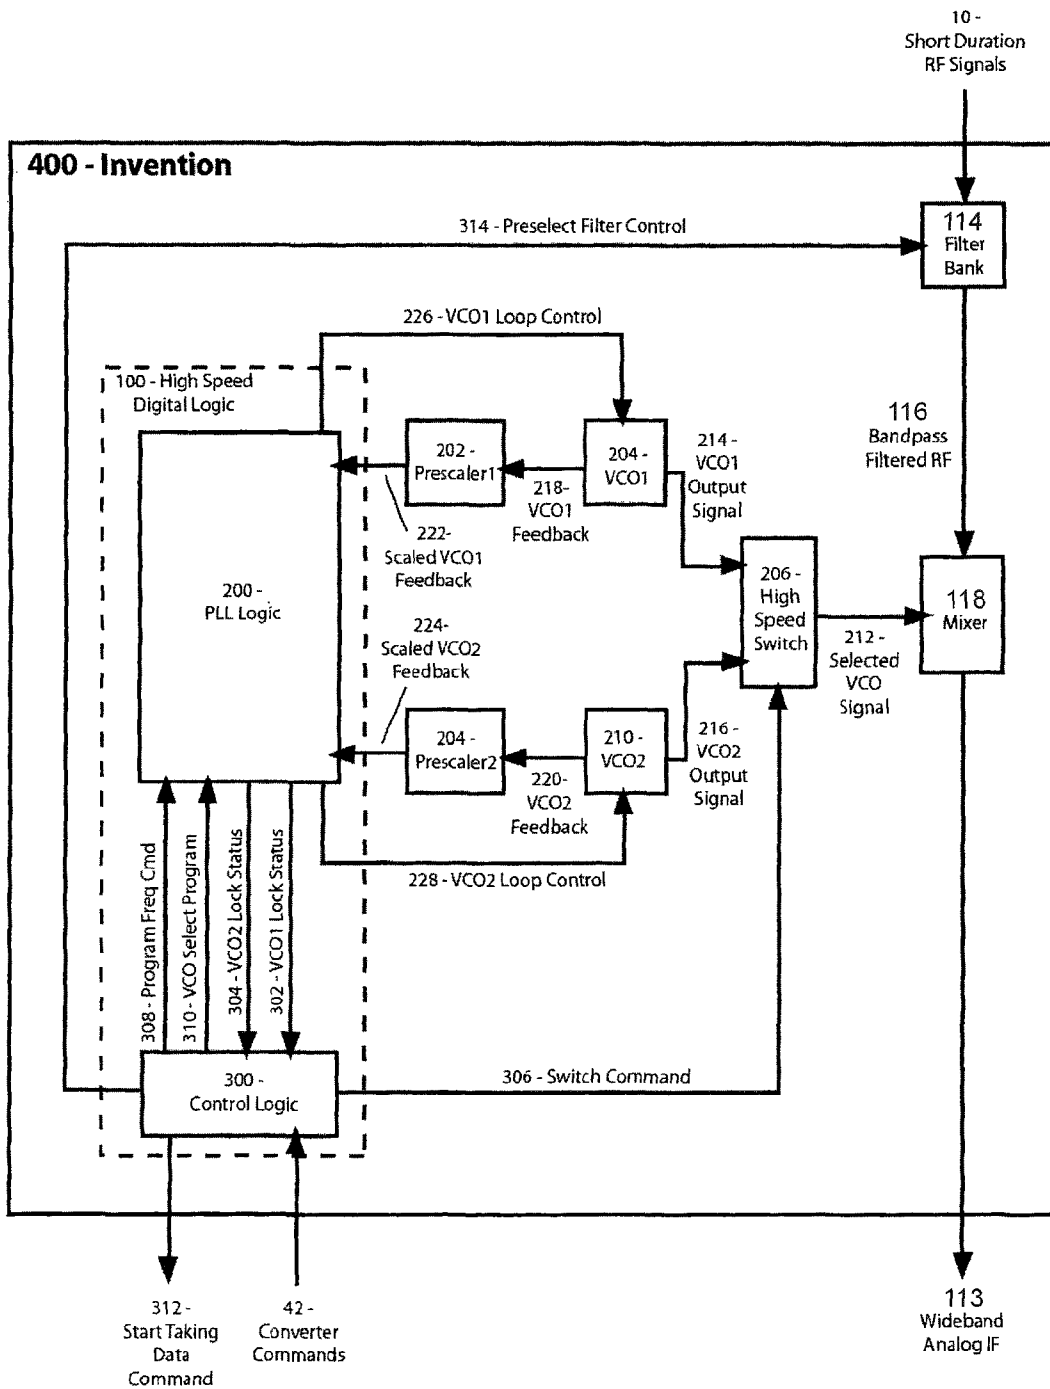 10 -
Short Duration
RF Signals
400 - Invention
314 - Preselect Filter Control
114
Filter
Bank
226 - VCO1 Loop Control
100 - High Speed
Digital Logic
202 -
Prescaler1
204 -
VCO1
214 -
VCO1
Output
Signal
116
Bandpass
Filtered RF
218-
VCO1
Feedback
222-
Scaled VCO1
Feedback
200 -
PLL Logic
206 -
High
Speed
Switch
118
Mixer
224-
Scaled VCO2
Feedback
212 -
Selected
VCO
Signal
204 -
Prescaler2
210 -
VCO2
216 -
VCO2
Output
Signal
220-
VCO2
Feedback
228 - VCO2 Loop Control
308 - Program Freq Cmd
310 - VCO Select Program
304 - VCO2 Lock Status
302 - VCO1 Lock Status
300 -
Control Logic
306 - Switch Command
312 -
Start Taking
Data
Command
42 -
Converter
Commands
113
Wideband
Analog IF